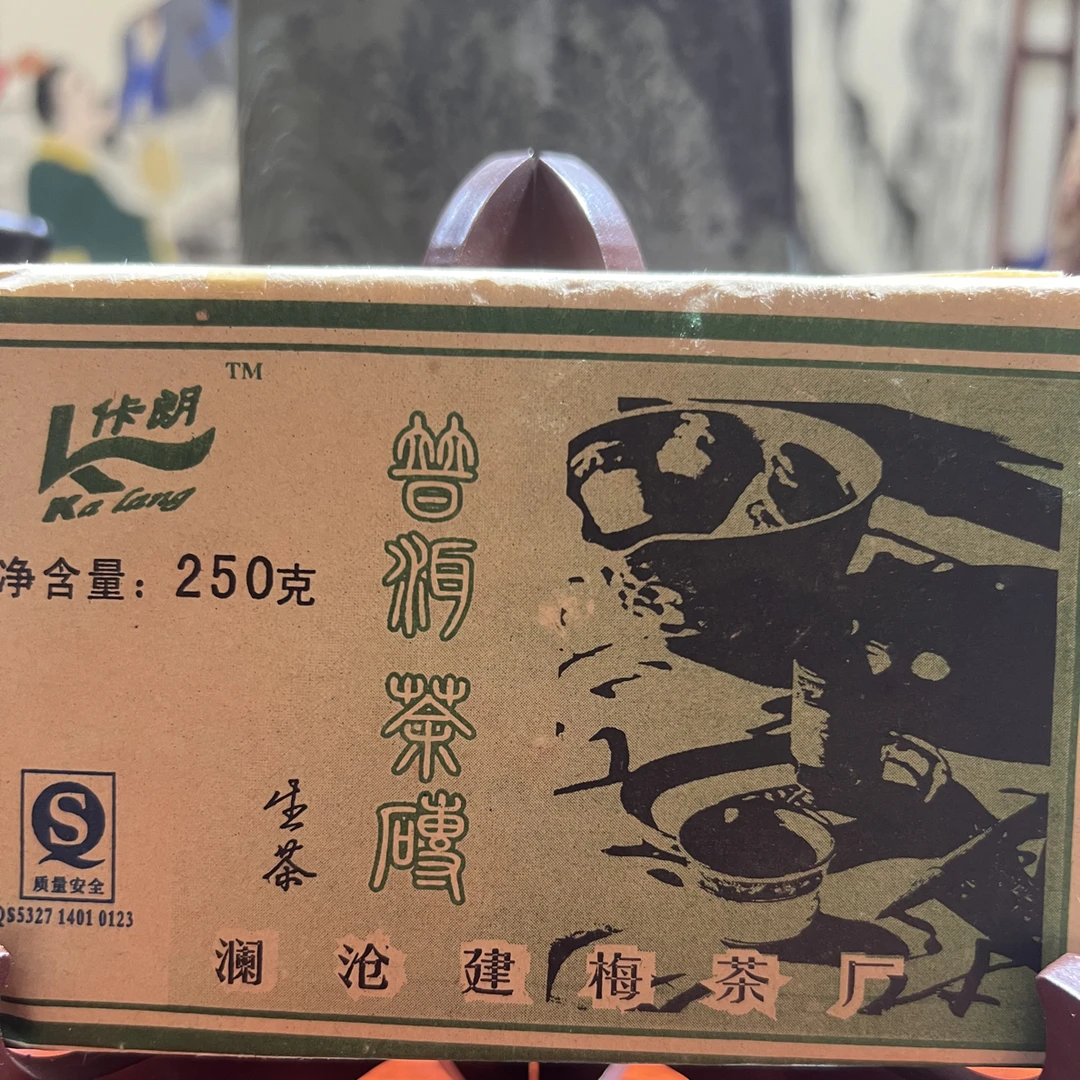 TM
佧朗
Ka lang
普洱茶磚
净含量：250克
生茶
QS
质量安全
QS5327 1401 0123
澜沧建梅茶厂